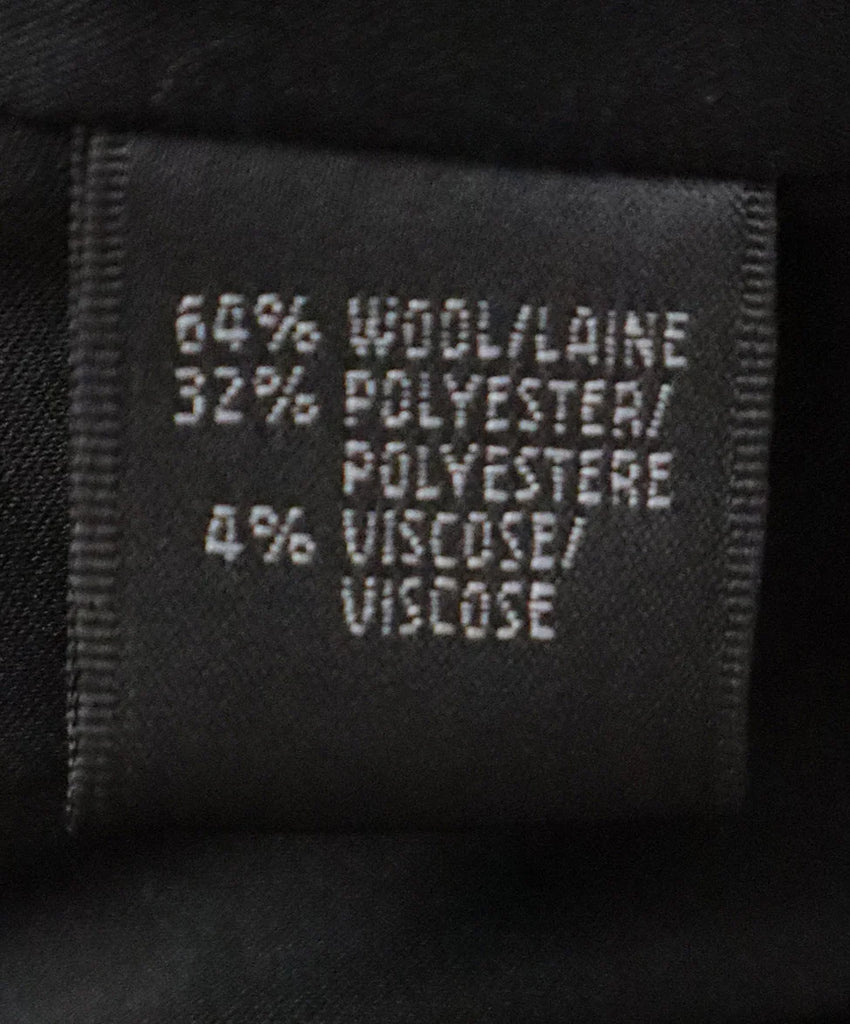 64% WOOL/LAINE
32% POLYESTER/
POLYESTERE
4% VISCOSE/
VISCOSE